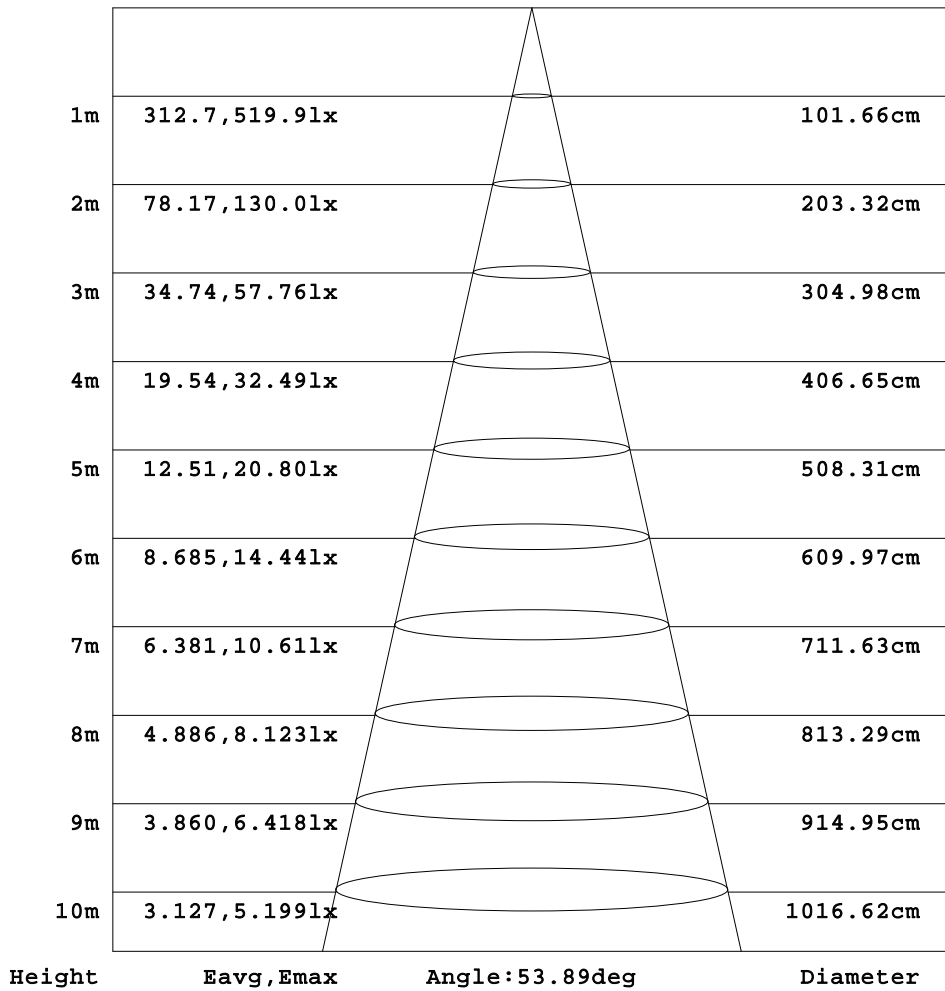 1m 312.7,519.9lx 101.66cm
2m 78.17,130.0lx 203.32cm
3m 34.74,57.76lx 304.98cm
4m 19.54,32.49lx 406.65cm
5m 12.51,20.80lx 508.31cm
6m 8.685,14.44lx 609.97cm
7m 6.381,10.61lx 711.63cm
8m 4.886,8.123lx 813.29cm
9m 3.860,6.418lx 914.95cm
10m 3.127,5.199lx 1016.62cm
Height Eavg,Emax Angle:53.89deg Diameter